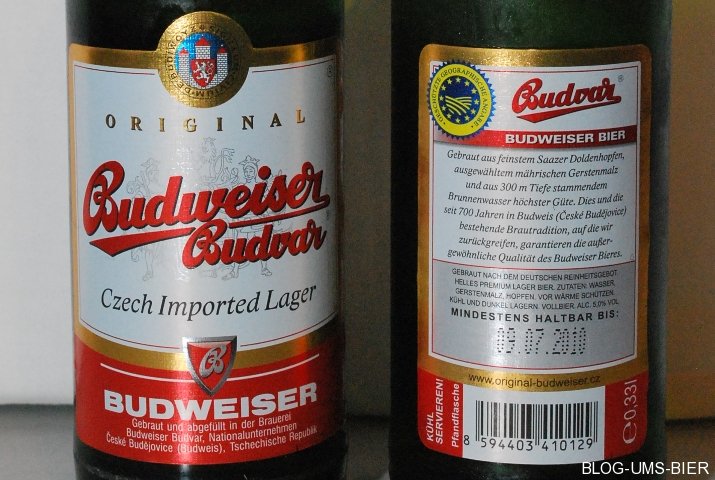 ORIGINAL
Budweiser
Budvar
Czech Imported Lager
BUDWEISER
Gebraut und abgefüllt in der Brauerei
Budweiser Budvar, Nationalunternehmen
České Budějovice (Budweis), Tschechische Republik
GESCHÜTZTE GEOGRAPHISCHE ANGABE
Budvar®
BUDWEISER BIER
Gebraut aus feinstem Saazer Doldenhopfen,
ausgewähltem mährischen Gerstenmalz
und aus 300 m Tiefe stammendem
Brunnenwasser höchster Güte. Dies und die
seit 700 Jahren in Budweis (České Budějovice)
bestehende Brautradition, auf die wir
zurückgreifen, garantieren die außer-
gewöhnliche Qualität des Budweiser Bieres.
GEBRAUT NACH DEM DEUTSCHEN REINHEITSGEBOT
HELLES PREMIUM LAGER BIER. ZUTATEN: WASSER,
GERSTENMALZ, HOPFEN. VOR WÄRME SCHÜTZEN.
KÜHL UND DUNKEL LAGERN. VOLLBIER, ALC. 5,0% VOL
MINDESTENS HALTBAR BIS:
09.07.2010
www.original-budweiser.cz
KÜHL
SERVIEREN!
Pfandflasche
8 594403 410129
℮ 0,33l
BLOG-UMS-BIER